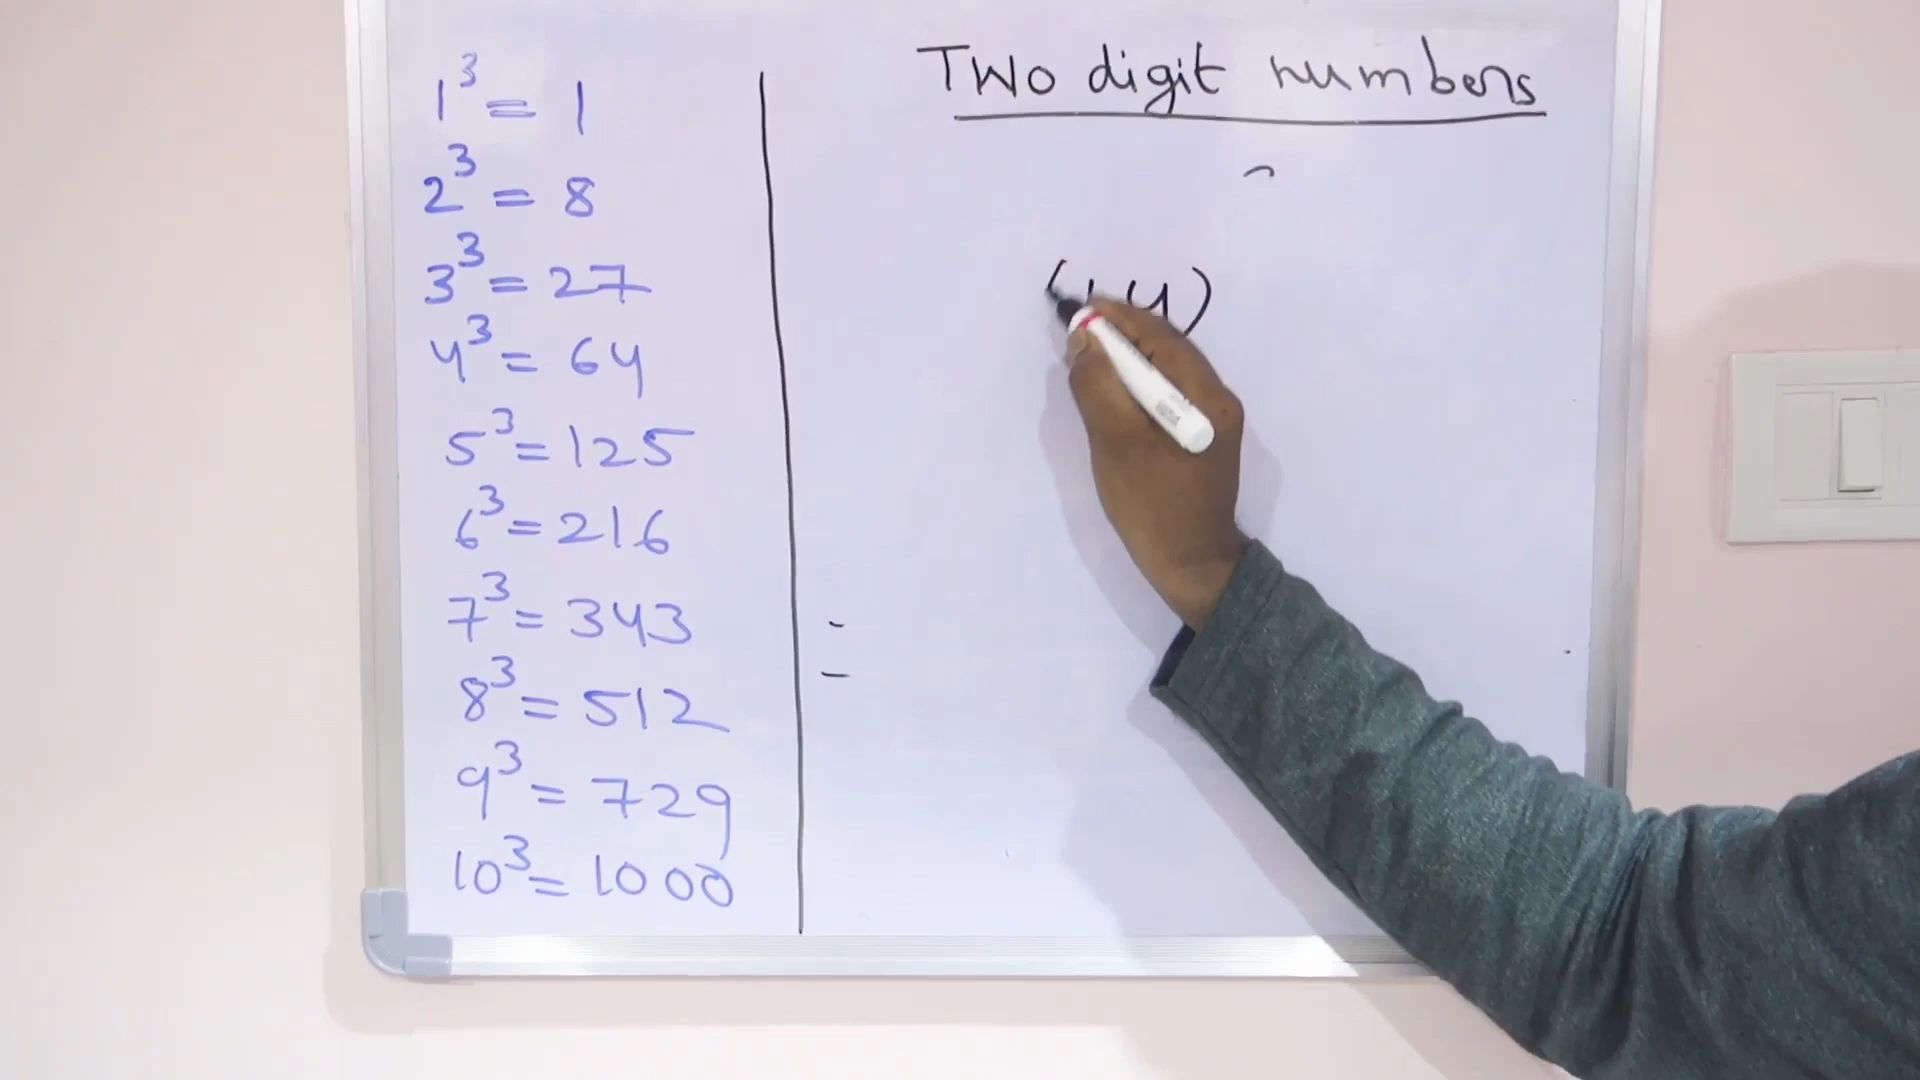 1³ = 1
2³ = 8
3³ = 27
4³ = 64
5³ = 125
6³ = 216
7³ = 343
8³ = 512
9³ = 729
10³ = 1000
Two digit numbers